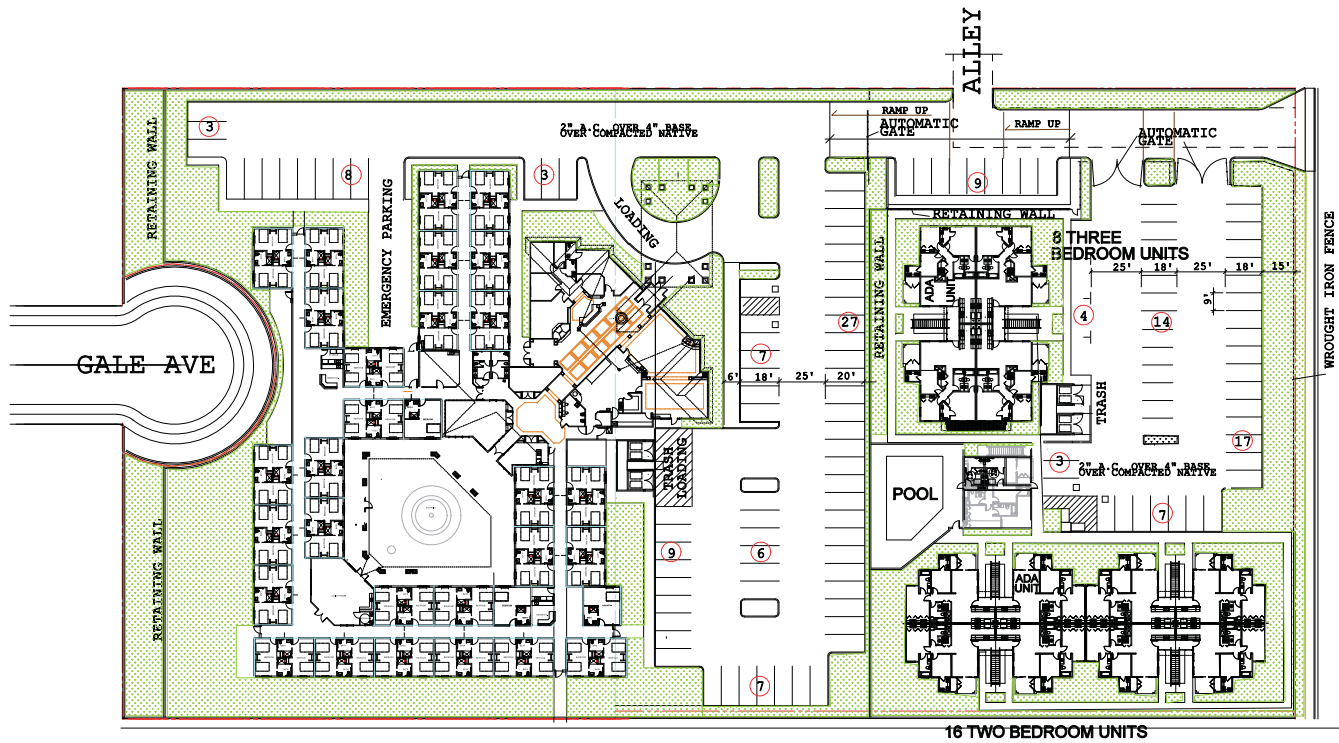 ALLEY
RAMP UP
AUTOMATIC
GATE
RAMP UP
AUTOMATIC
GATE
2" A.C. OVER 4" BASE
OVER COMPACTED NATIVE
3
8
3
9
RETAINING WALL
EMERGENCY PARKING
LOADING
RETAINING WALL
8 THREE
BEDROOM UNITS
ADA
UNIT
25'
18'
25'
18'
15'
9'
WROUGHT IRON FENCE
RETAINING WALL
27
4
14
7
GALE AVE
6'
18'
25'
20'
TRASH
TRASH
LOADING
17
3
2" A.C. OVER 4" BASE
OVER COMPACTED NATIVE
POOL
7
9
6
RETAINING WALL
ADA
UNIT
7
16 TWO BEDROOM UNITS